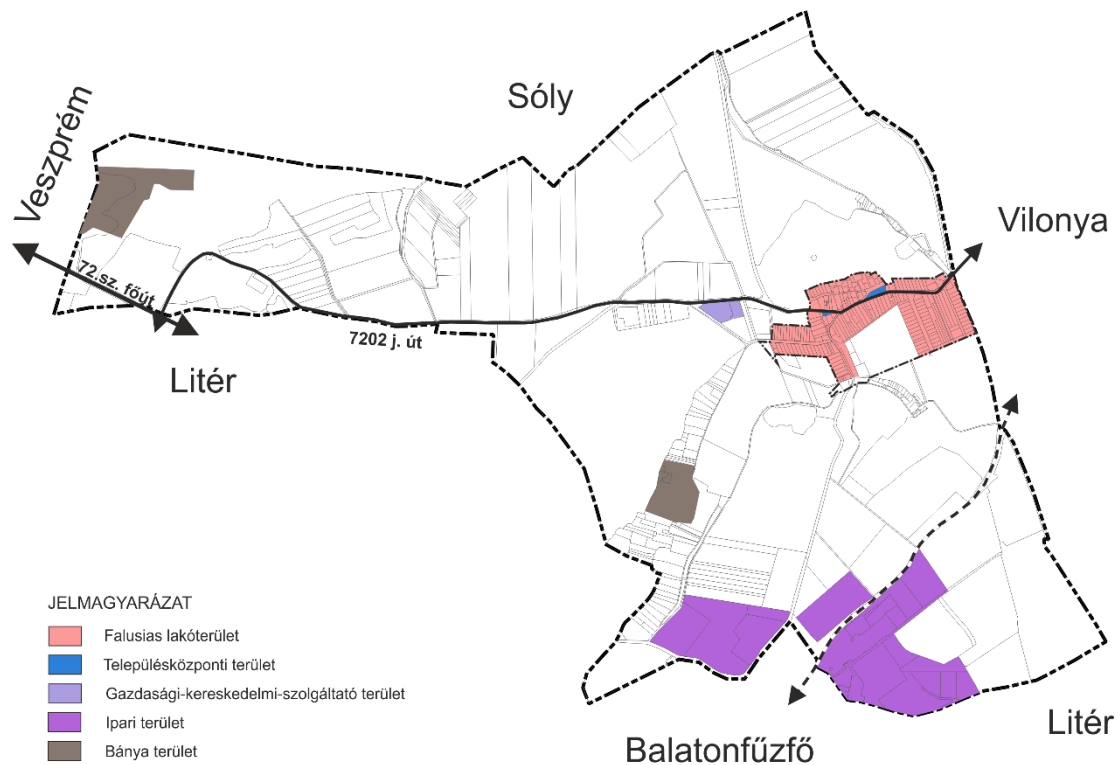 Sóly
Veszprém
Vilonya
72.sz. főút
7202 j. út
Litér
JELMAGYARÁZAT
Falusias lakóterület
Településközponti terület
Gazdasági-kereskedelmi-szolgáltató terület
Ipari terület
Bánya terület
Balatonfűzfő
Litér